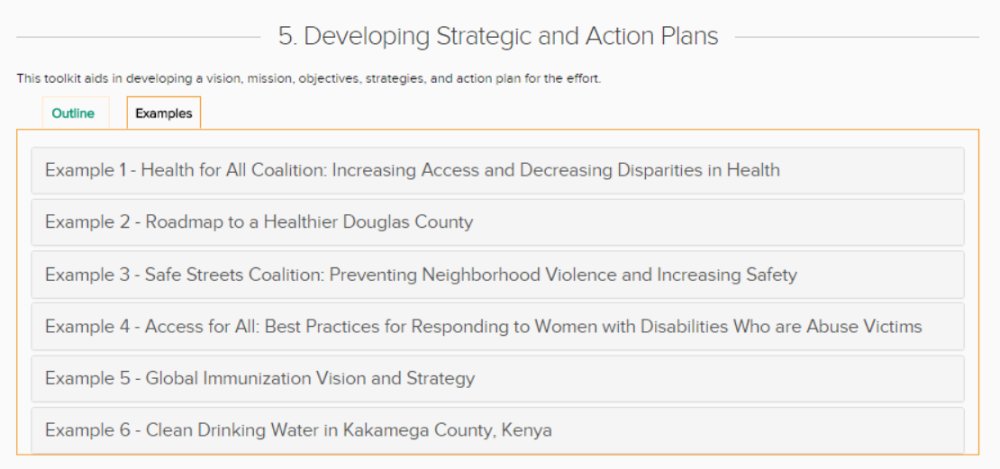 5. Developing Strategic and Action Plans
This toolkit aids in developing a vision, mission, objectives, strategies, and action plan for the effort.
Outline
Examples
Example 1 - Health for All Coalition: Increasing Access and Decreasing Disparities in Health
Example 2 - Roadmap to a Healthier Douglas County
Example 3 - Safe Streets Coalition: Preventing Neighborhood Violence and Increasing Safety
Example 4 - Access for All: Best Practices for Responding to Women with Disabilities Who are Abuse Victims
Example 5 - Global Immunization Vision and Strategy
Example 6 - Clean Drinking Water in Kakamega County, Kenya